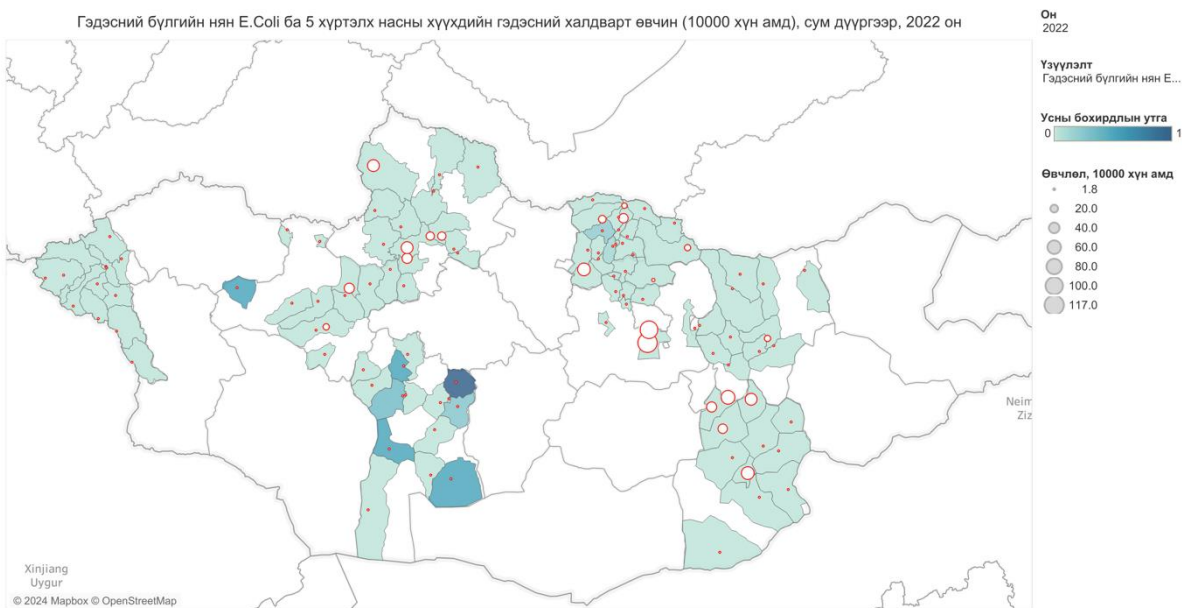 Гэдэсний бүлгийн нян E.Coli ба 5 хүртэлх насны хүүхдийн гэдэсний халдварт өвчин (10000 хүн амд), сум дүүргээр, 2022 он
Он
2022
Үзүүлэлт
Гэдэсний бүлгийн нян E...
Усны бохирдлын утга
0 1
Өвчлөл, 10000 хүн амд
1.8
20.0
40.0
60.0
80.0
100.0
117.0
Neim
Ziz
Xinjiang
Uygur
© 2024 Mapbox © OpenStreetMap